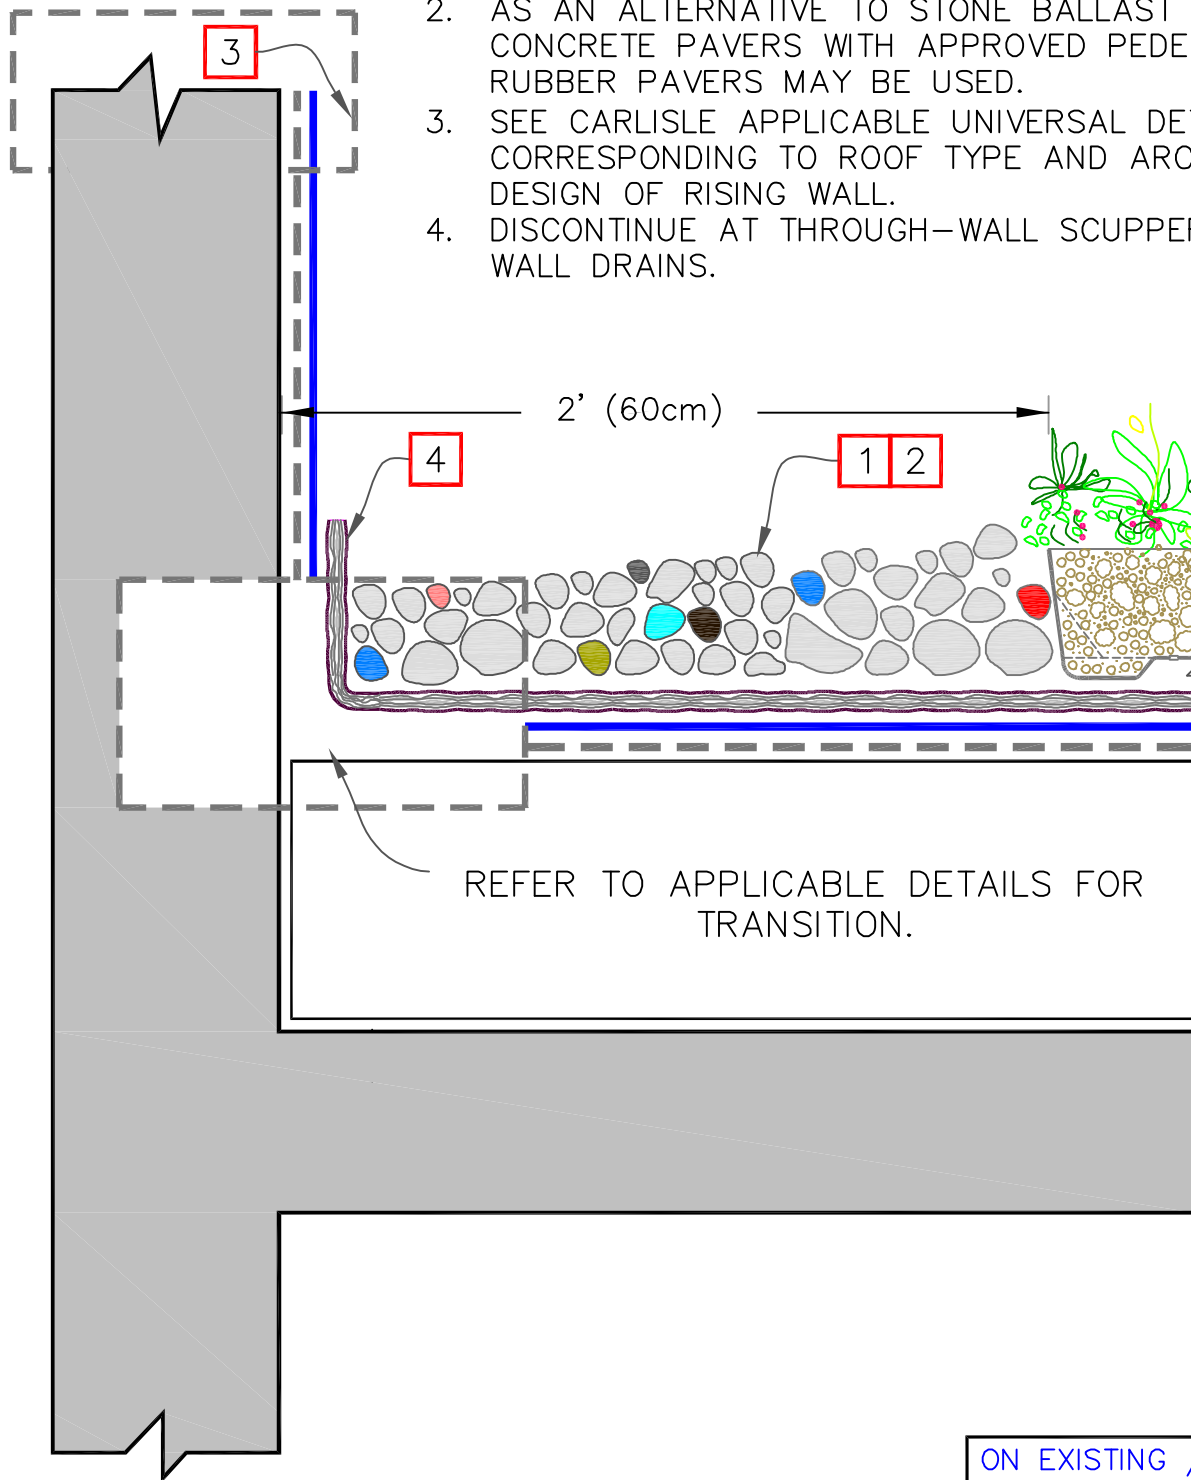 2. AS AN ALTERNATIVE TO STONE BALLAST
CONCRETE PAVERS WITH APPROVED PEDE
RUBBER PAVERS MAY BE USED.
3. SEE CARLISLE APPLICABLE UNIVERSAL DE
CORRESPONDING TO ROOF TYPE AND ARC
DESIGN OF RISING WALL.
4. DISCONTINUE AT THROUGH-WALL SCUPPER
WALL DRAINS.
3
2' (60cm)
4
1 2
REFER TO APPLICABLE DETAILS FOR
TRANSITION.
ON EXISTING